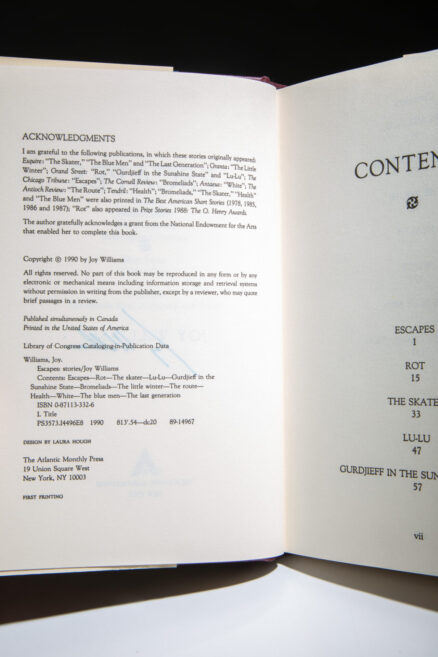 ACKNOWLEDGMENTS
I am grateful to the following publications, in which these stories originally appeared:
Esquire: "The Skater," "The Blue Men" and "The Last Generation"; Granta: "The Little
Winter"; Grand Street: "Rot," "Gurdjieff in the Sunshine State" and "Lu-Lu"; The
Chicago Tribune: "Escapes"; The Cornell Review: "Bromeliads"; Antaeus: "White"; The
Antioch Review: "The Route"; Tendril: "Health"; "Bromeliads," "The Skater," "Health"
and "The Blue Men" were also printed in The Best American Short Stories (1978, 1985,
1986 and 1987); "Rot" also appeared in Prize Stories 1988: The O. Henry Awards.
The author gratefully acknowledges a grant from the National Endowment for the Arts
that enabled her to complete this book.
Copyright © 1990 by Joy Williams
All rights reserved. No part of this book may be reproduced in any form or by any
electronic or mechanical means including information storage and retrieval systems
without permission in writing from the publisher, except by a reviewer, who may quote
brief passages in a review.
Published simultaneously in Canada
Printed in the United States of America
Library of Congress Cataloging-in-Publication Data
Williams, Joy.
Escapes: stories/Joy Williams
Contents: Escapes—Rot—The skater—Lu-Lu—Gurdjieff in the
Sunshine State—Bromeliads—The little winter—The route—
Health—White—The blue men—The last generation
ISBN 0-87113-332-6
I. Title
PS3573.I4496E8 1990 813'.54—dc20 89-14967
DESIGN BY LAURA HOUGH
The Atlantic Monthly Press
19 Union Square West
New York, NY 10003
FIRST PRINTING
CONTEN
ESCAPES
1
ROT
15
THE SKATE
33
LU-LU
47
GURDJIEFF IN THE SUN
57
vii